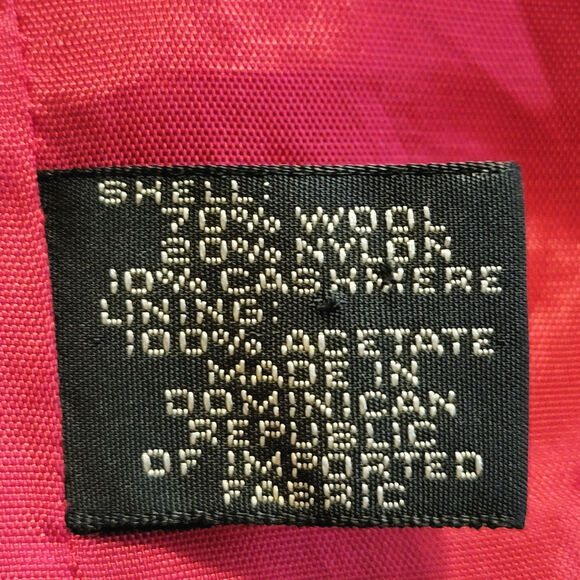 SHELL:
70% WOOL
20% NYLON
10% CASHMERE
LINING:
100% ACETATE
MADE IN
DOMINICAN
REPUBLIC
OF IMPORTED
FABRIC